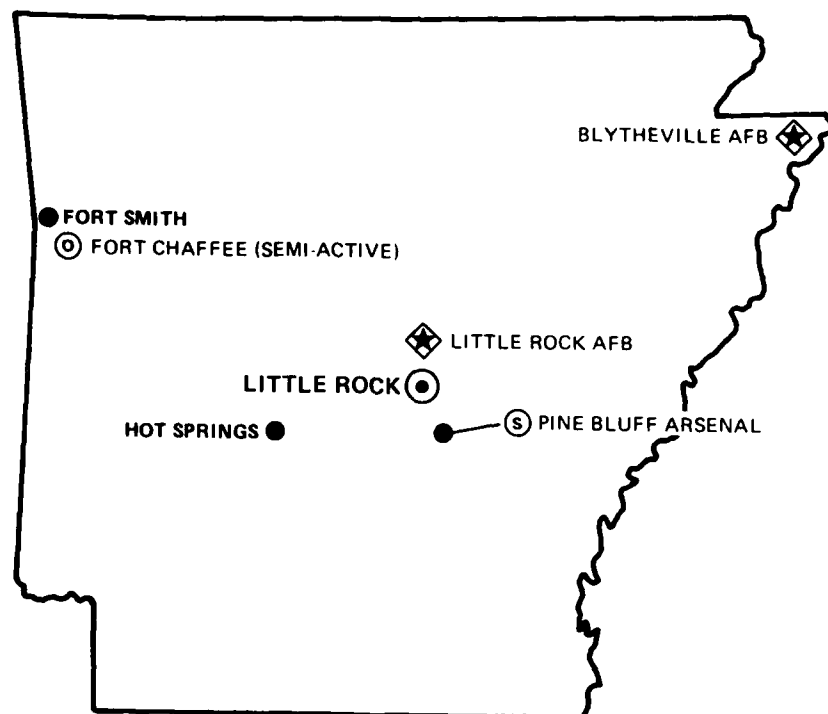 BLYTHEVILLE AFB
FORT SMITH
O FORT CHAFFEE (SEMI-ACTIVE)
LITTLE ROCK AFB
LITTLE ROCK
HOT SPRINGS
S PINE BLUFF ARSENAL